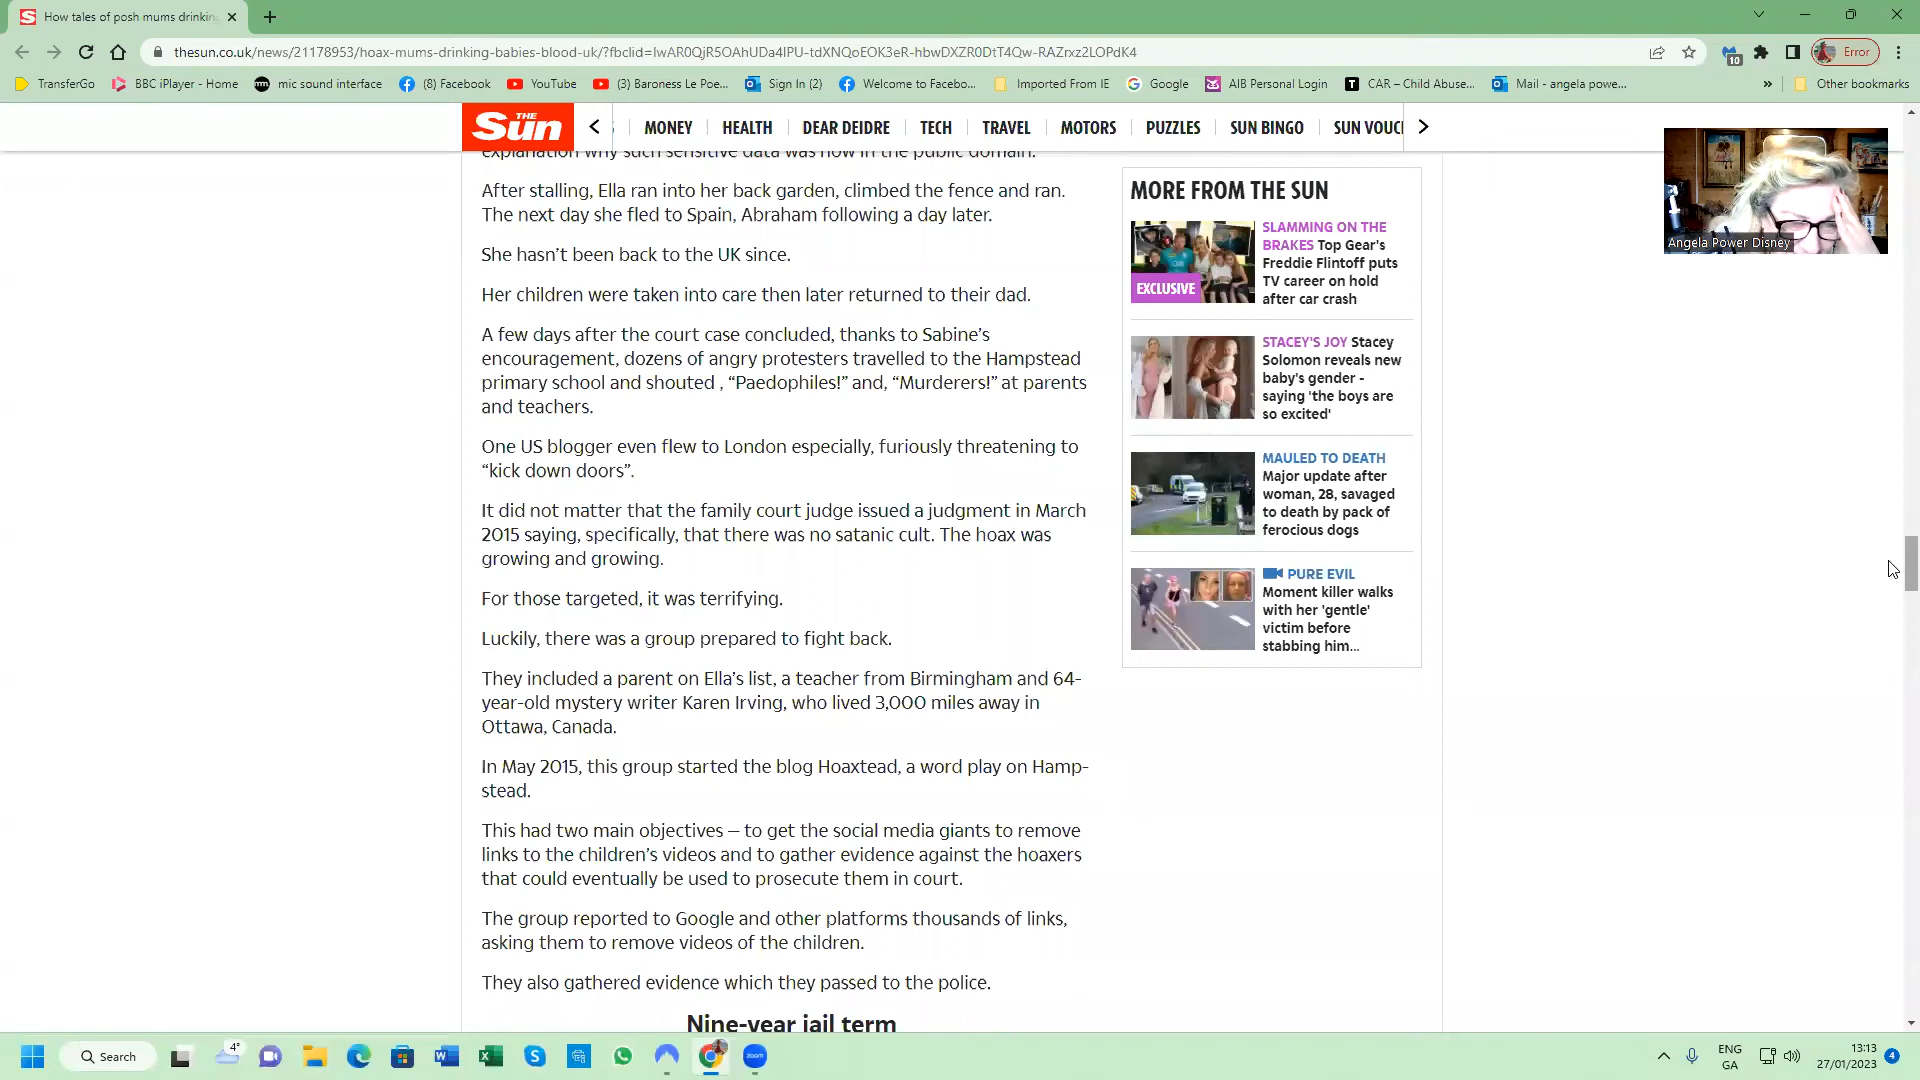 How tales of posh mums drinkin
thesun.co.uk/news/21178953/hoax-mums-drinking-babies-blood-uk/?fbclid=IwAR0QjR5OAhUDa4lPU-tdXNQoEOK3eR-hbwDXZR0DtT4Qw-RAZrxz2LOPdK4
10
Error
TransferGo
BBC iPlayer - Home
mic sound interface
(8) Facebook
YouTube
(3) Baroness Le Poe...
Sign In (2)
Welcome to Facebo...
Imported From IE
Google
AIB Personal Login
CAR – Child Abuse...
Mail - angela powe...
»
Other bookmarks
THE Sun
MONEY
HEALTH
DEAR DEIDRE
TECH
TRAVEL
MOTORS
PUZZLES
SUN BINGO
SUN VOUC
explanation why such sensitive data was now in the public domain.
After stalling, Ella ran into her back garden, climbed the fence and ran.
The next day she fled to Spain, Abraham following a day later.
She hasn't been back to the UK since.
Her children were taken into care then later returned to their dad.
A few days after the court case concluded, thanks to Sabine's
encouragement, dozens of angry protesters travelled to the Hampstead
primary school and shouted , “Paedophiles!” and, “Murderers!” at parents
and teachers.
One US blogger even flew to London especially, furiously threatening to
“kick down doors”.
It did not matter that the family court judge issued a judgment in March
2015 saying, specifically, that there was no satanic cult. The hoax was
growing and growing.
For those targeted, it was terrifying.
Luckily, there was a group prepared to fight back.
They included a parent on Ella's list, a teacher from Birmingham and 64-
year-old mystery writer Karen Irving, who lived 3,000 miles away in
Ottawa, Canada.
In May 2015, this group started the blog Hoaxtead, a word play on Hamp-
stead.
This had two main objectives — to get the social media giants to remove
links to the children's videos and to gather evidence against the hoaxers
that could eventually be used to prosecute them in court.
The group reported to Google and other platforms thousands of links,
asking them to remove videos of the children.
They also gathered evidence which they passed to the police.
Nine-year jail term
MORE FROM THE SUN
EXCLUSIVE
SLAMMING ON THE
BRAKES Top Gear's
Freddie Flintoff puts
TV career on hold
after car crash
STACEY'S JOY Stacey
Solomon reveals new
baby's gender -
saying 'the boys are
so excited'
MAULED TO DEATH
Major update after
woman, 28, savaged
to death by pack of
ferocious dogs
PURE EVIL
Moment killer walks
with her 'gentle'
victim before
stabbing him...
Angela Power Disney
Search
4°
zoom
ENG
GA
13:13
27/01/2023
4